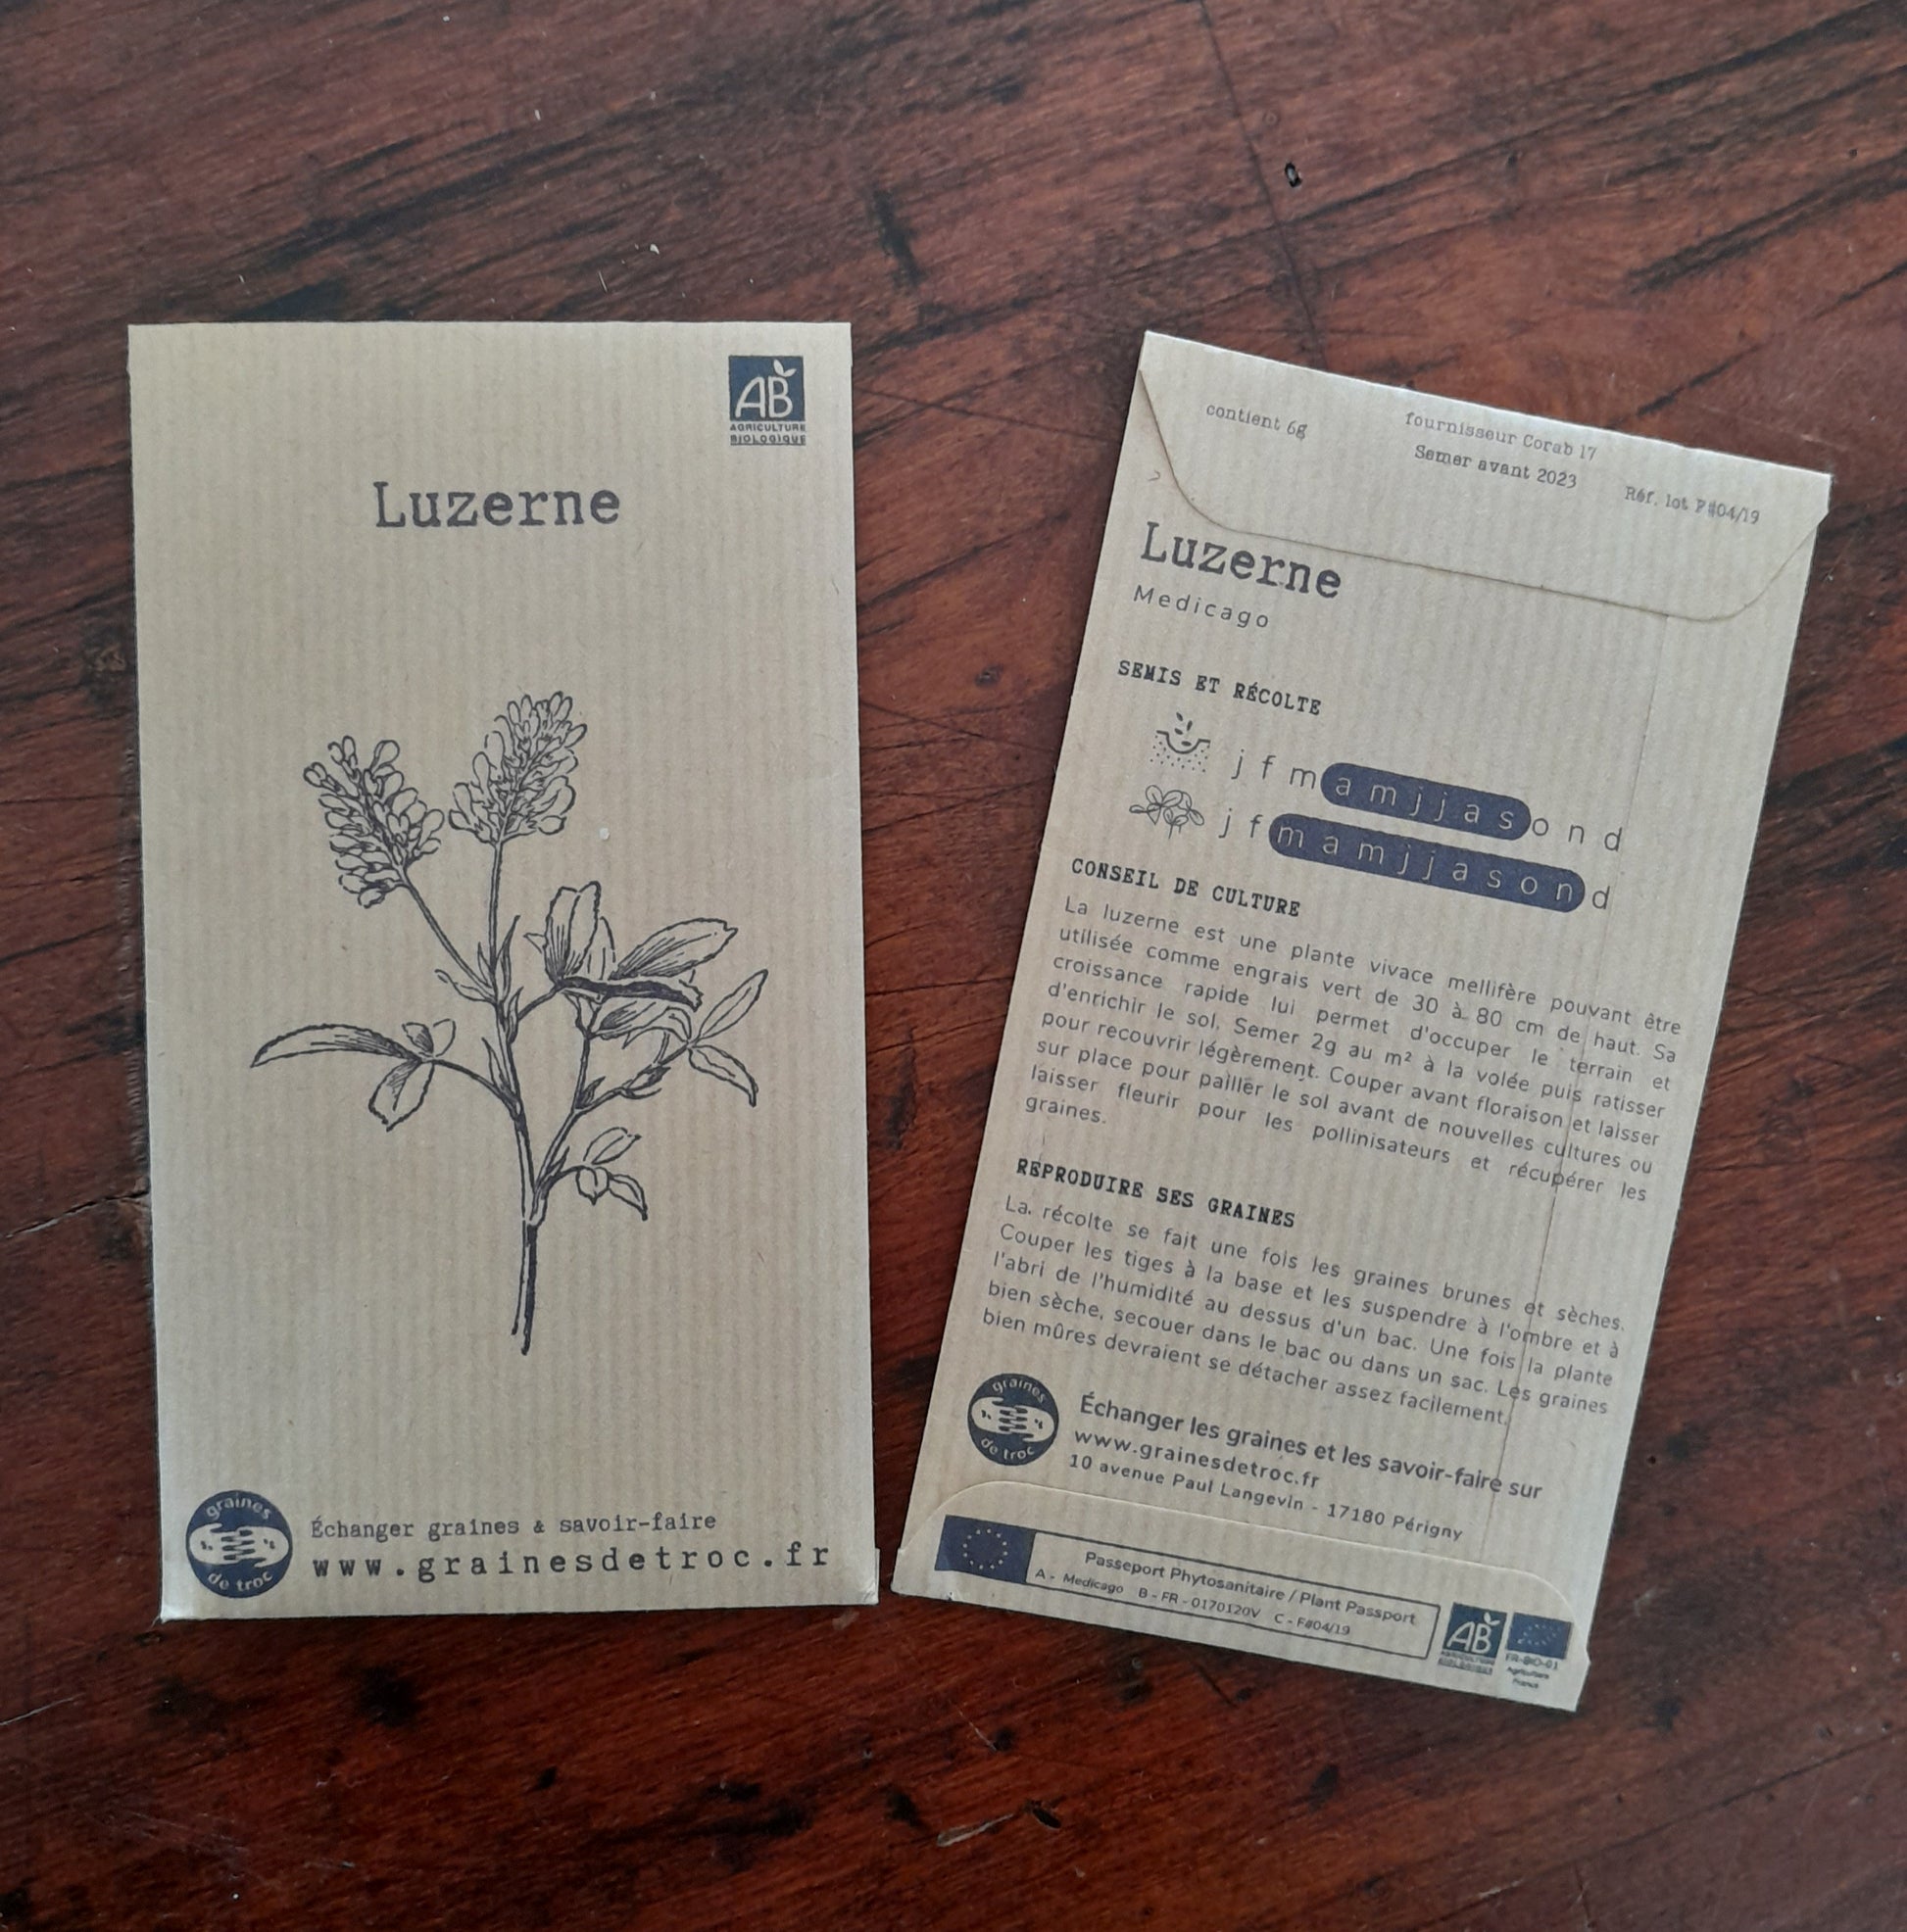 AB
AGRICULTURE
BIOLOGIQUE
Luzerne
graines
de troc
Échanger graines & savoir-faire
www.grainesdetroc.fr
contient 6g
fournisseur Corab 17
Semer avant 2023
Réf. lot F#04/19
Luzerne
Medicago
SEMIS ET RÉCOLTE
j f m a m j j a s o n d
j f m a m j j a s o n d
CONSEIL DE CULTURE
La luzerne est une plante vivace mellifère pouvant être
utilisée comme engrais vert de 30 à 80 cm de haut. Sa
croissance rapide lui permet d'occuper le terrain et
d'enrichir le sol. Semer 2g au m² à la volée puis ratisser
pour recouvrir légèrement. Couper avant floraison et laisser
sur place pour pailler le sol avant de nouvelles cultures ou
laisser fleurir pour les pollinisateurs et récupérer les
graines.
REPRODUIRE SES GRAINES
La récolte se fait une fois les graines brunes et sèches.
Couper les tiges à la base et les suspendre à l'ombre et à
l'abri de l'humidité au dessus d'un bac. Une fois la plante
bien sèche, secouer dans le bac ou dans un sac. Les graines
bien mûres devraient se détacher assez facilement.
graines
de troc
Échanger les graines et les savoir-faire sur
www.grainesdetroc.fr
10 avenue Paul Langevin - 17180 Périgny
Passeport Phytosanitaire / Plant Passport
A - Medicago B - FR - 0170120V C - F#04/19
AB
AGRICULTURE
BIOLOGIQUE
FR-BIO-01
Agriculture
France